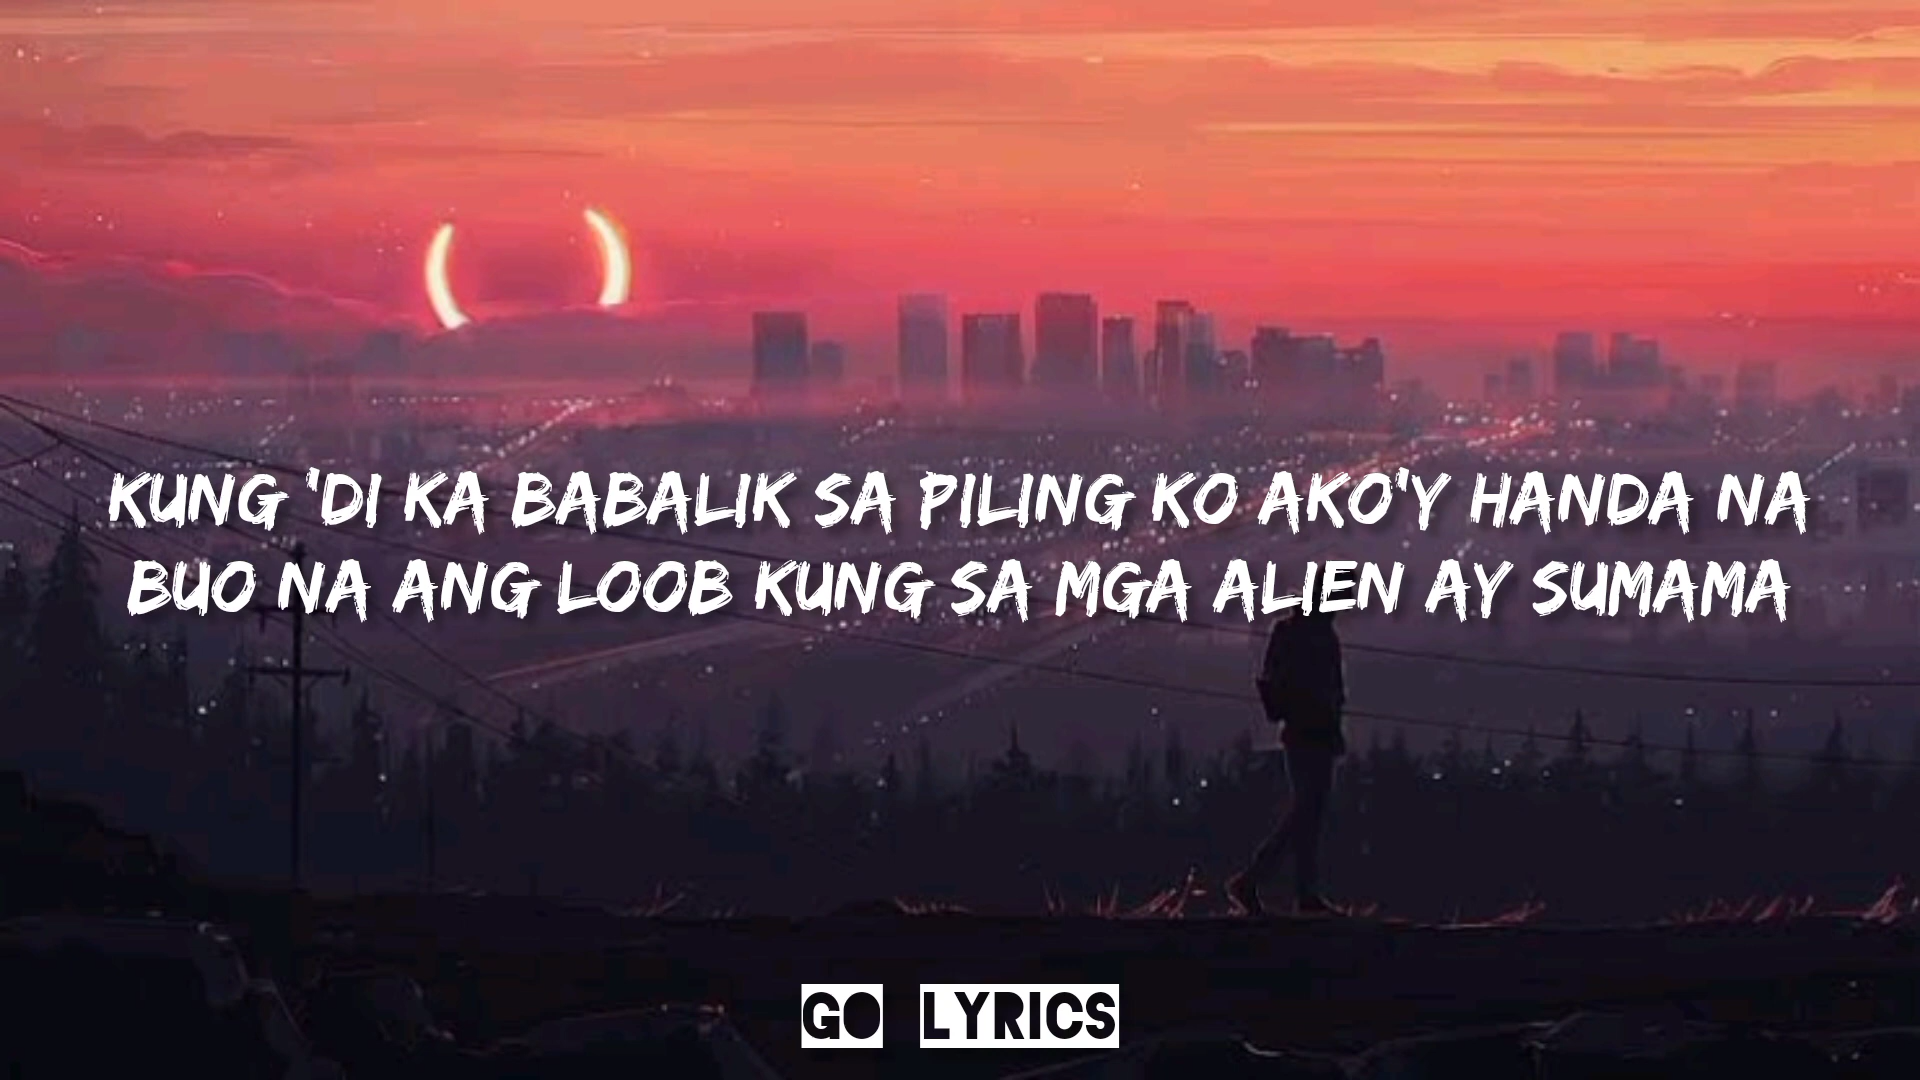 KUNG 'DI KA BABALIK SA PILING KO AKO'Y HANDA NA
BUO NA ANG LOOB KUNG SA MGA ALIEN AY SUMAMA
GO LYRICS